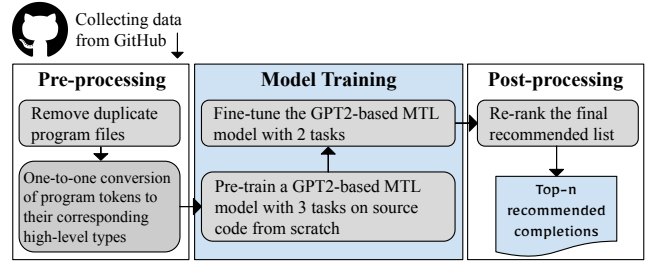 Collecting data
from GitHub
Pre-processing
Remove duplicate
program files
One-to-one conversion
of program tokens to
their corresponding
high-level types
Model Training
Fine-tune the GPT2-based MTL
model with 2 tasks
Pre-train a GPT2-based MTL
model with 3 tasks on source
code from scratch
Post-processing
Re-rank the final
recommended list
Top-n
recommended
completions